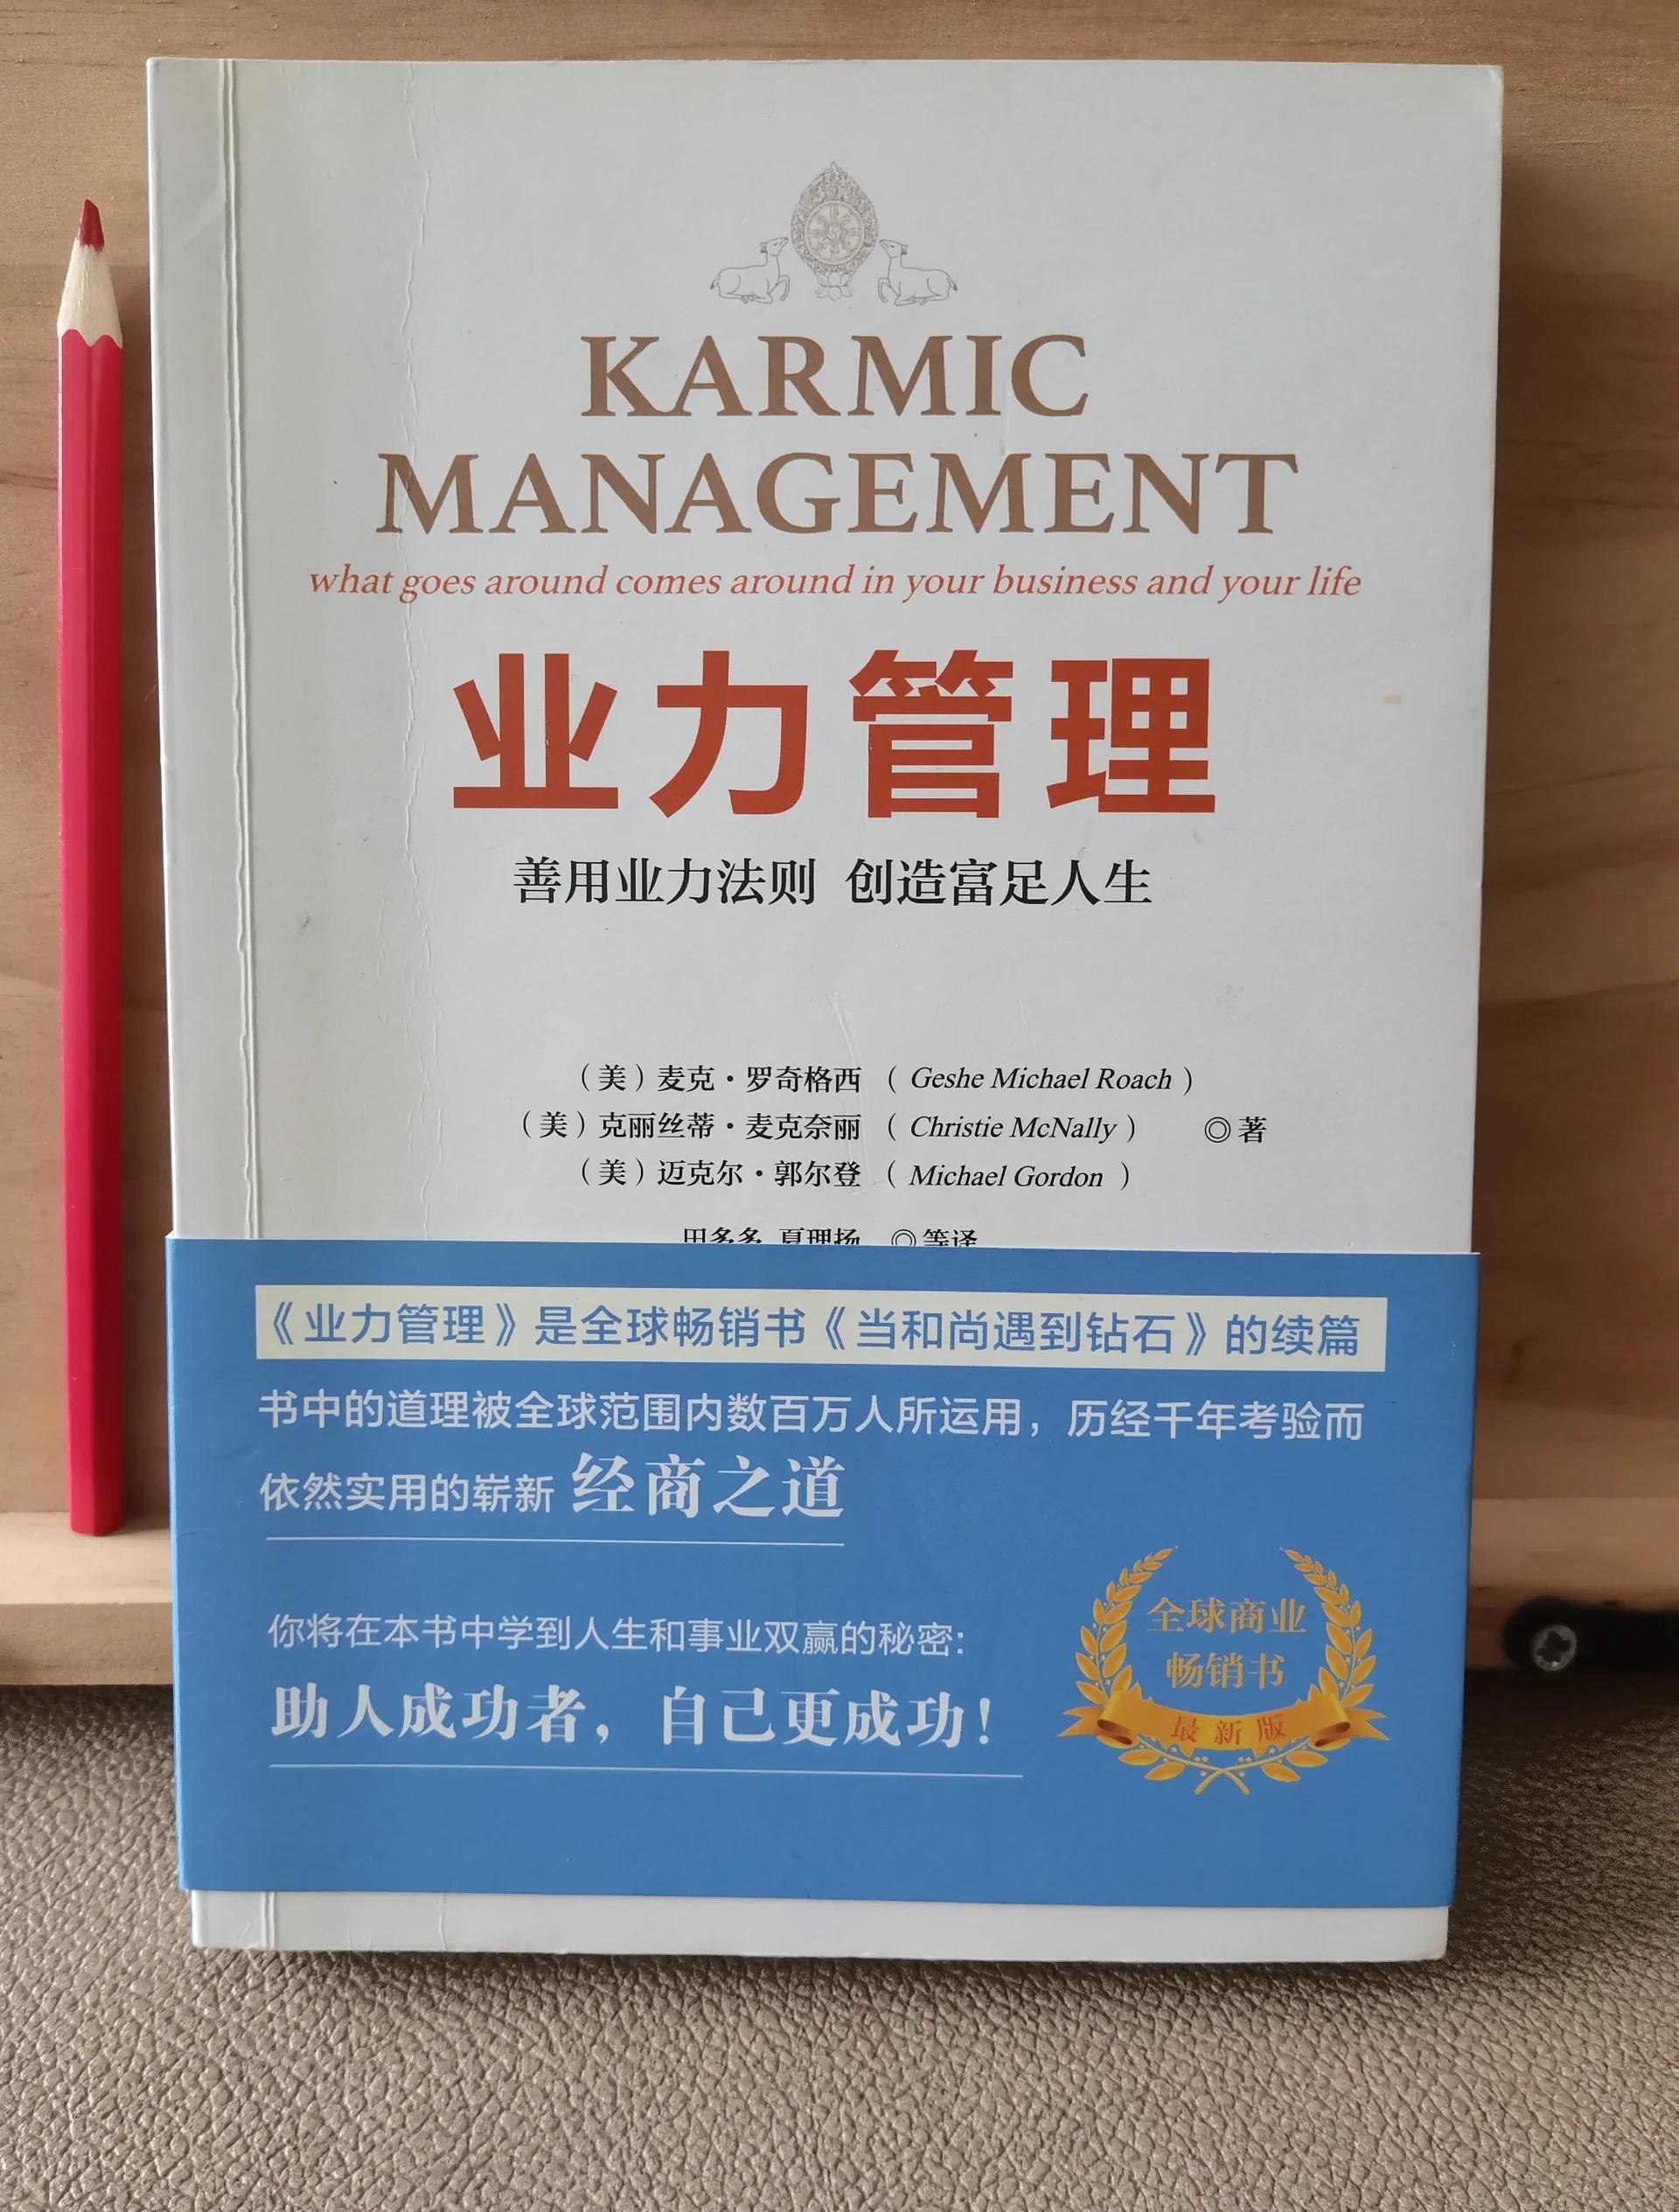 KARMIC
MANAGEMENT
what goes around comes around in your business and your life
业力管理
善用业力法则 创造富足人生
（美）麦克·罗奇格西 （ Geshe Michael Roach ）
（美）克丽丝蒂·麦克奈丽 （ Christie McNally ） ◎著
（美）迈克尔·郭尔登 （ Michael Gordon ）
田多多 夏理扬 ◎等译
《业力管理》是全球畅销书《当和尚遇到钻石》的续篇
书中的道理被全球范围内数百万人所运用，历经千年考验而
依然实用的崭新 经商之道
你将在本书中学到人生和事业双赢的秘密：
助人成功者，自己更成功！
全球商业
畅销书
最新版